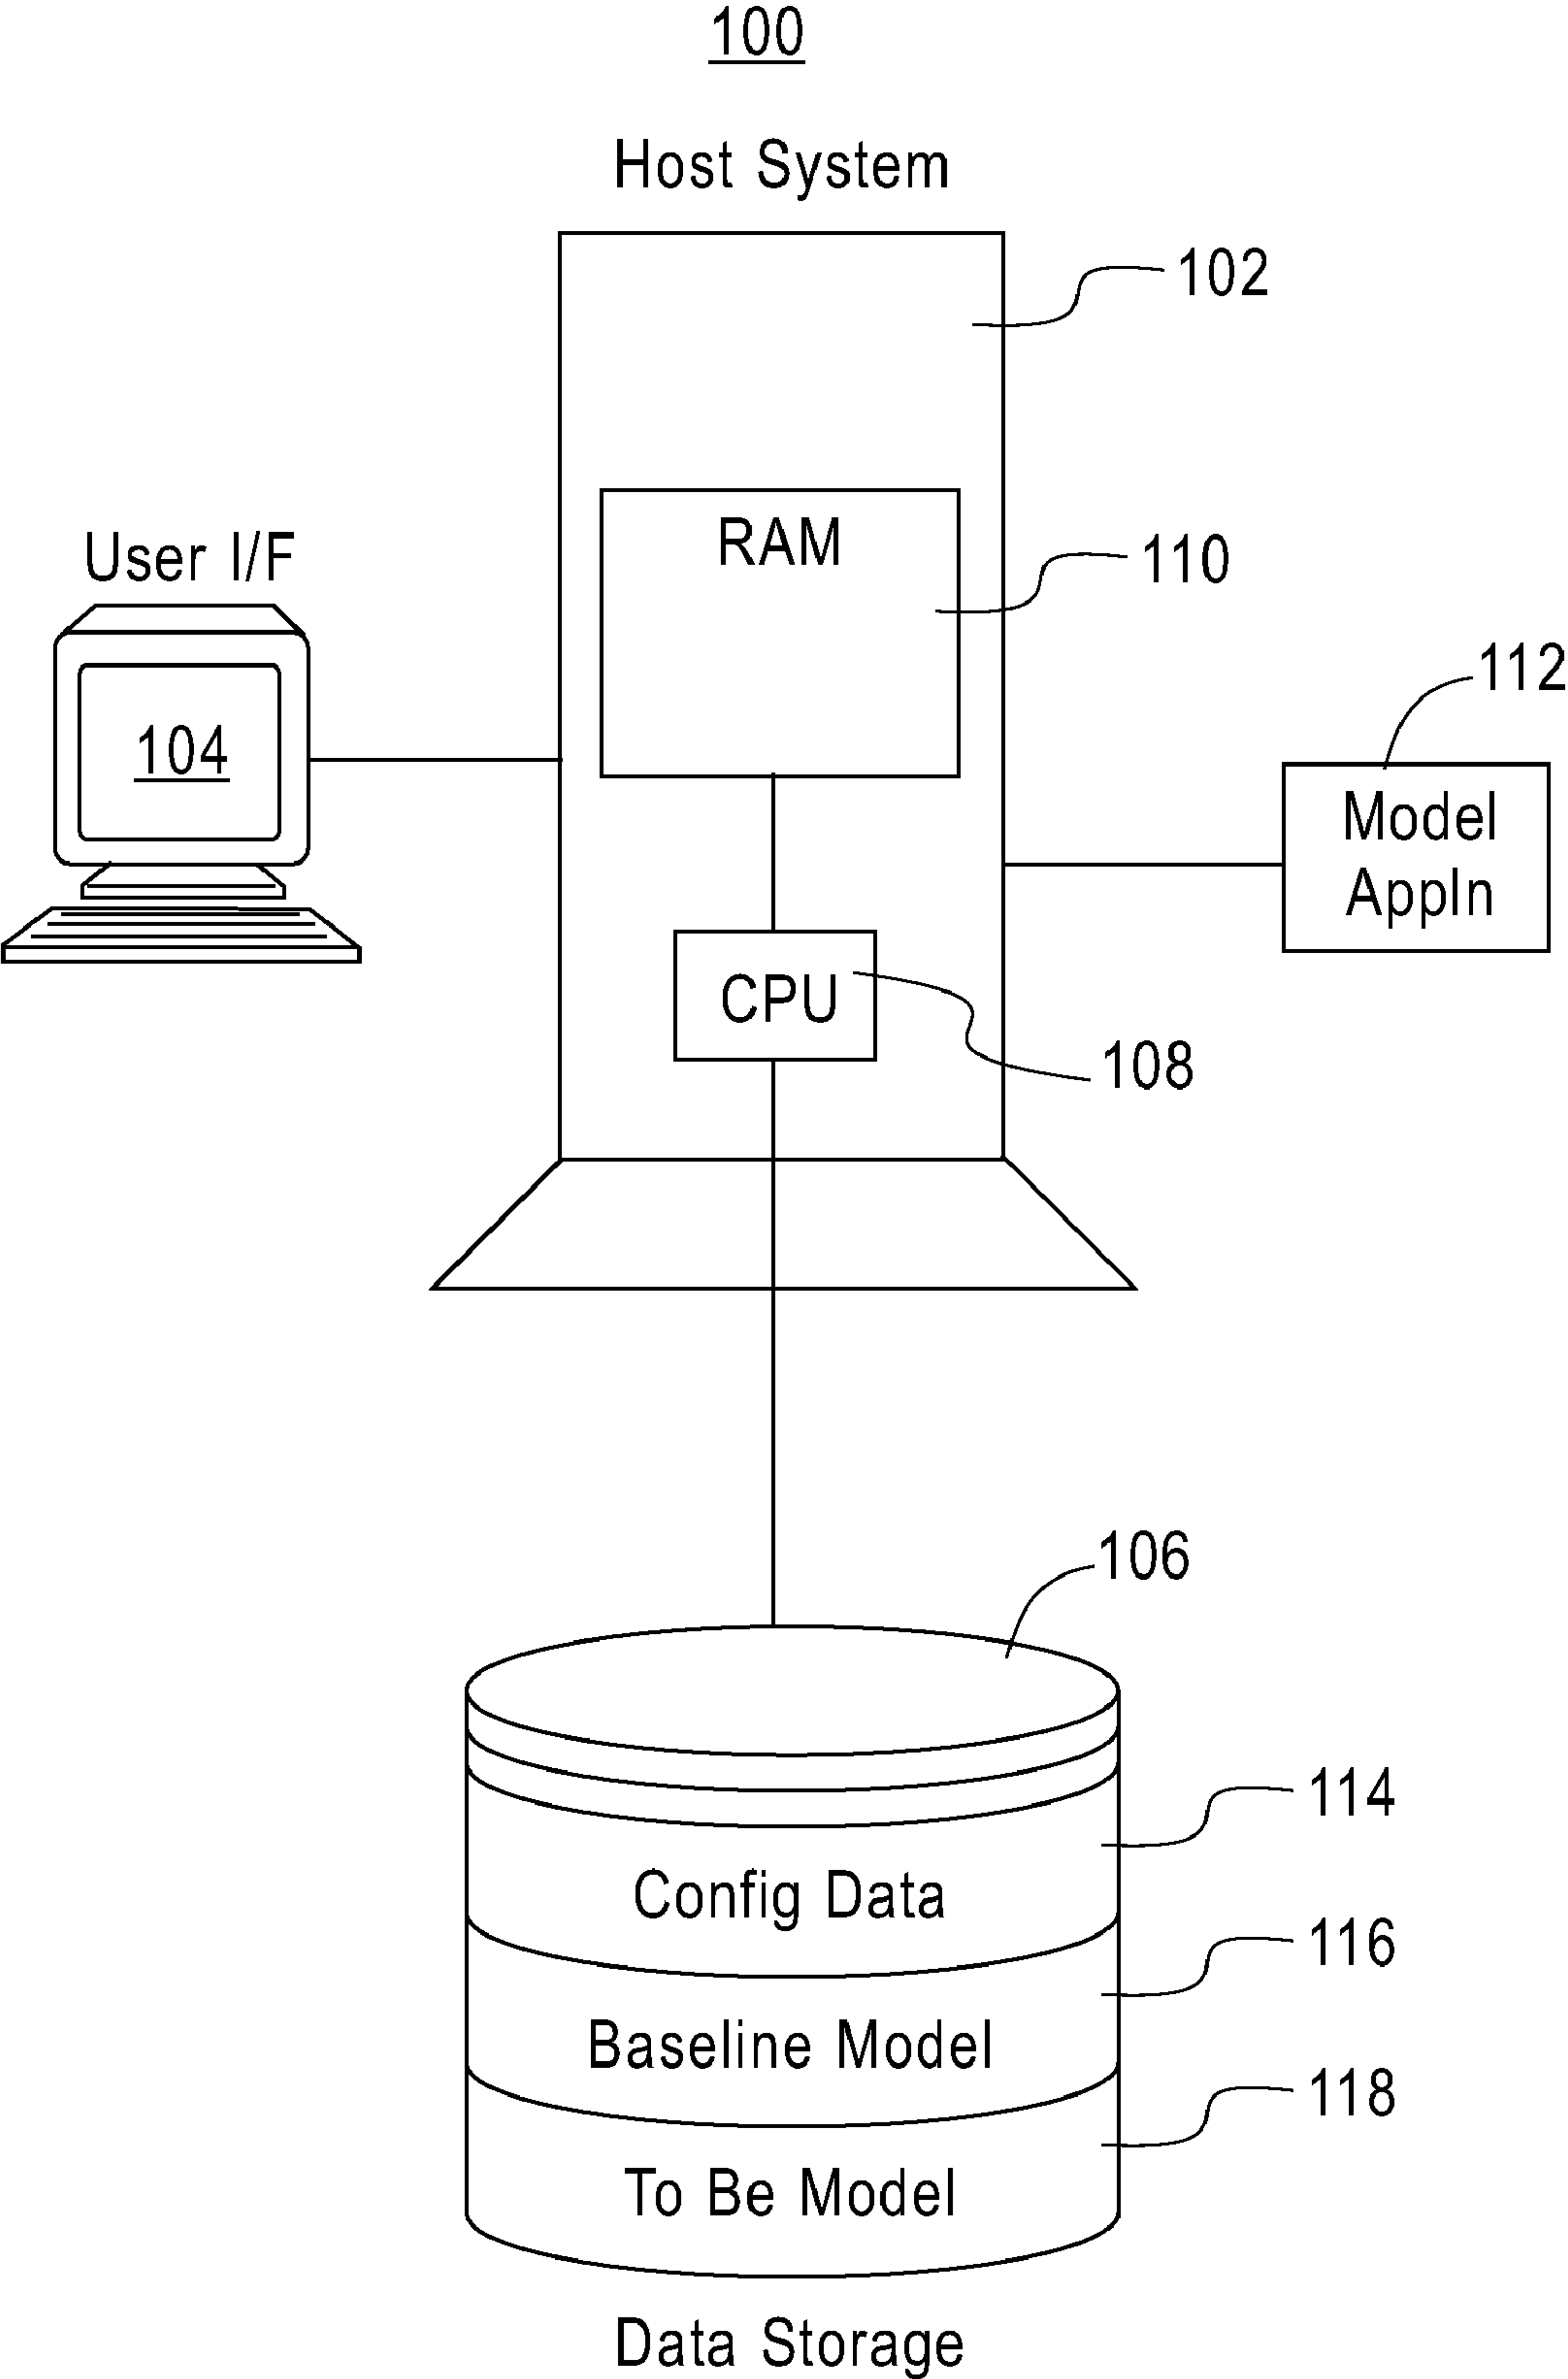 100
Host System
102
RAM
User I/F
110
112
104
Model
Appln
CPU
108
106
114
Config Data
116
Baseline Model
118
To Be Model
Data Storage